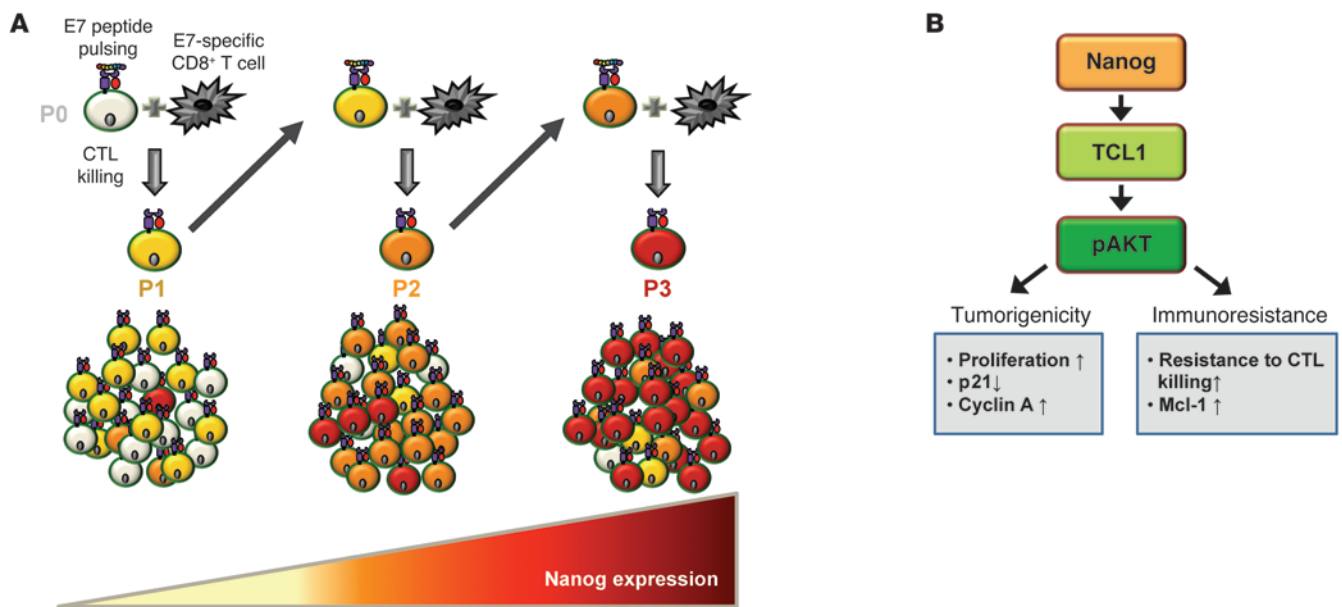 A
E7 peptide
pulsing
E7-specific
CD8⁺ T cell
P0
CTL
killing
P1
P2
P3
Nanog expression
B
Nanog
TCL1
pAKT
Tumorigenicity
• Proliferation ↑
• p21↓
• Cyclin A ↑
Immunoresistance
• Resistance to CTL
killing↑
• Mcl-1 ↑